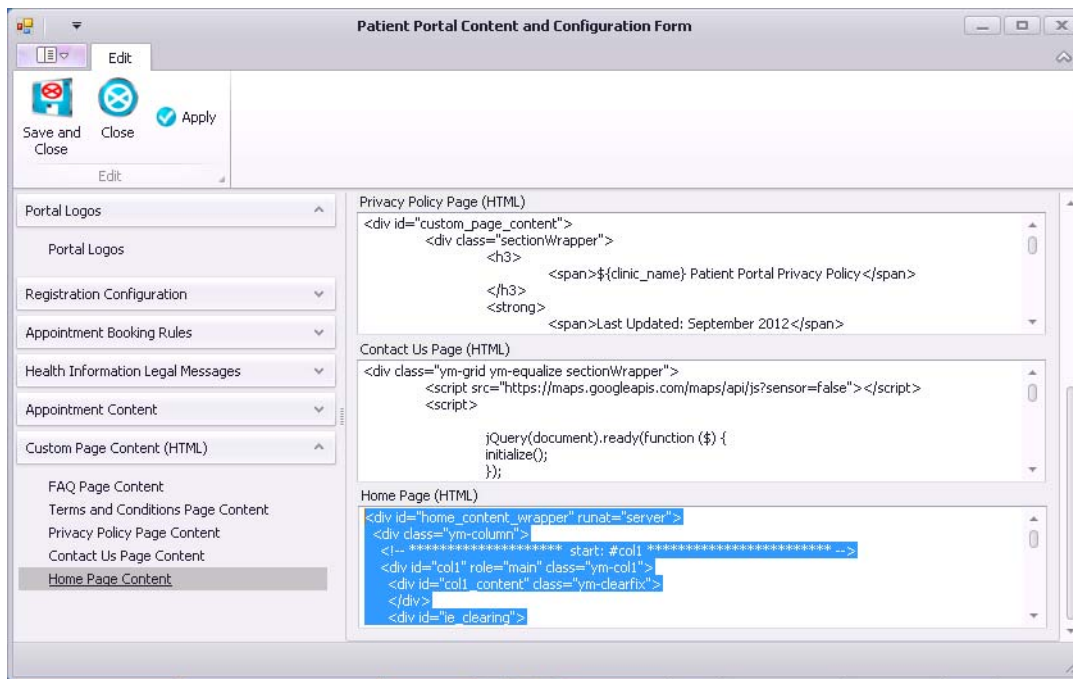 Patient Portal Content and Configuration Form
Edit
Save and
Close
Close
Apply
Edit
Portal Logos
Portal Logos
Registration Configuration
Appointment Booking Rules
Health Information Legal Messages
Appointment Content
Custom Page Content (HTML)
FAQ Page Content
Terms and Conditions Page Content
Privacy Policy Page Content
Contact Us Page Content
Home Page Content
Privacy Policy Page (HTML)
<div id="custom_page_content">
<div class="sectionWrapper">
<h3>
<span>${clinic_name} Patient Portal Privacy Policy</span>
</h3>
<strong>
<span>Last Updated: September 2012</span>
Contact Us Page (HTML)
<div class="ym-grid ym-equalize sectionWrapper">
<script src="https://maps.googleapis.com/maps/api/js?sensor=false"></script>
<script>
jQuery(document).ready(function ($) {
initialize();
});
Home Page (HTML)
<div id="home_content_wrapper" runat="server">
<div class="ym-column">
<!-- ******************** start: #col1 ************************ -->
<div id="col1" role="main" class="ym-col1">
<div id="col1_content" class="ym-clearfix">
</div>
<div id="ie_clearing">